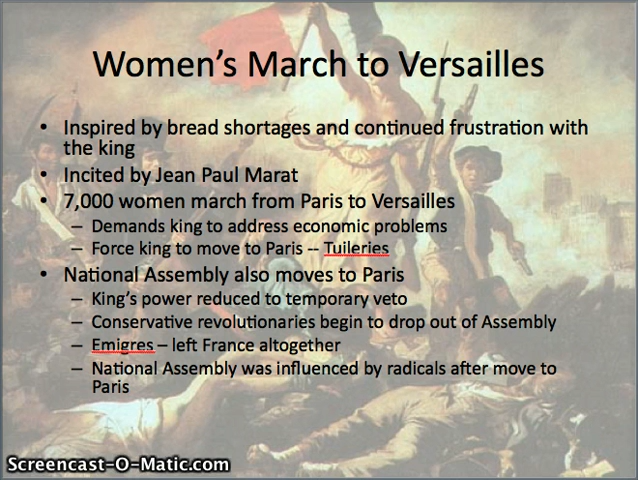 Women's March to Versailles
• Inspired by bread shortages and continued frustration with
the king
• Incited by Jean Paul Marat
• 7,000 women march from Paris to Versailles
– Demands king to address economic problems
– Force king to move to Paris -- Tuileries
• National Assembly also moves to Paris
– King's power reduced to temporary veto
– Conservative revolutionaries begin to drop out of Assembly
– Emigres – left France altogether
– National Assembly was influenced by radicals after move to
Paris
Screencast-O-Matic.com